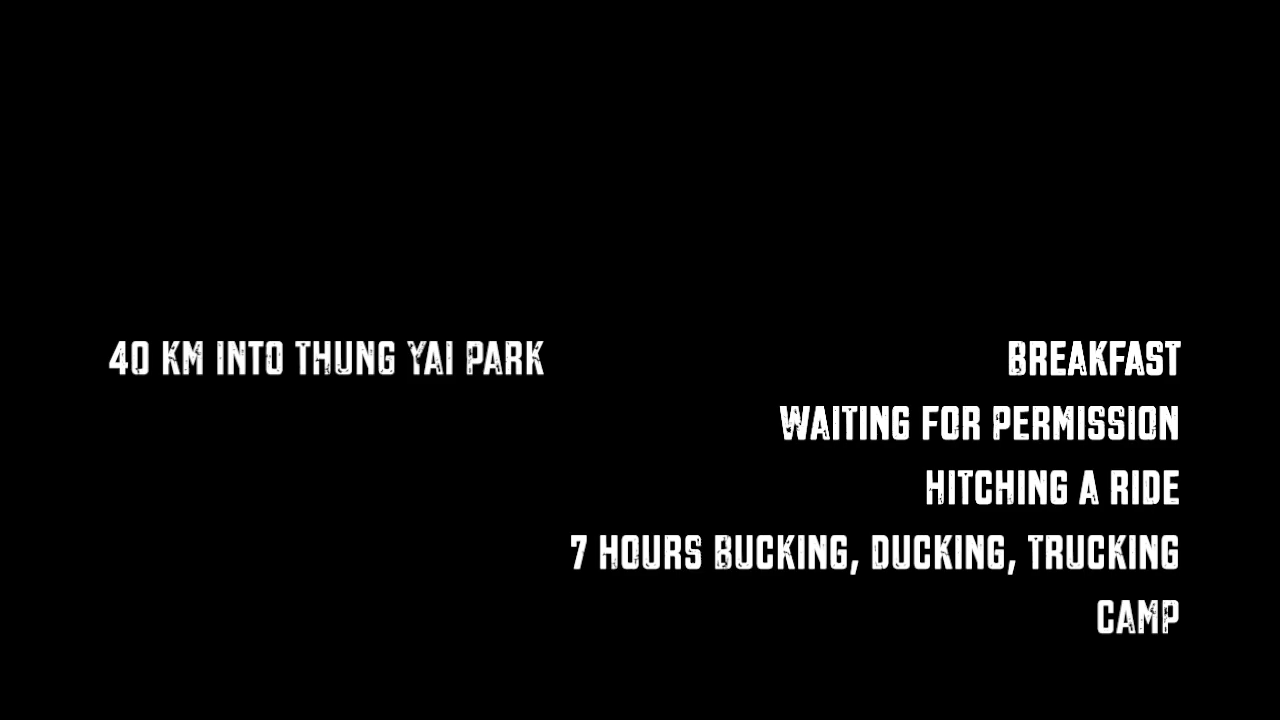 40 KM INTO THUNG YAI PARK
BREAKFAST
WAITING FOR PERMISSION
HITCHING A RIDE
7 HOURS BUCKING, DUCKING, TRUCKING
CAMP